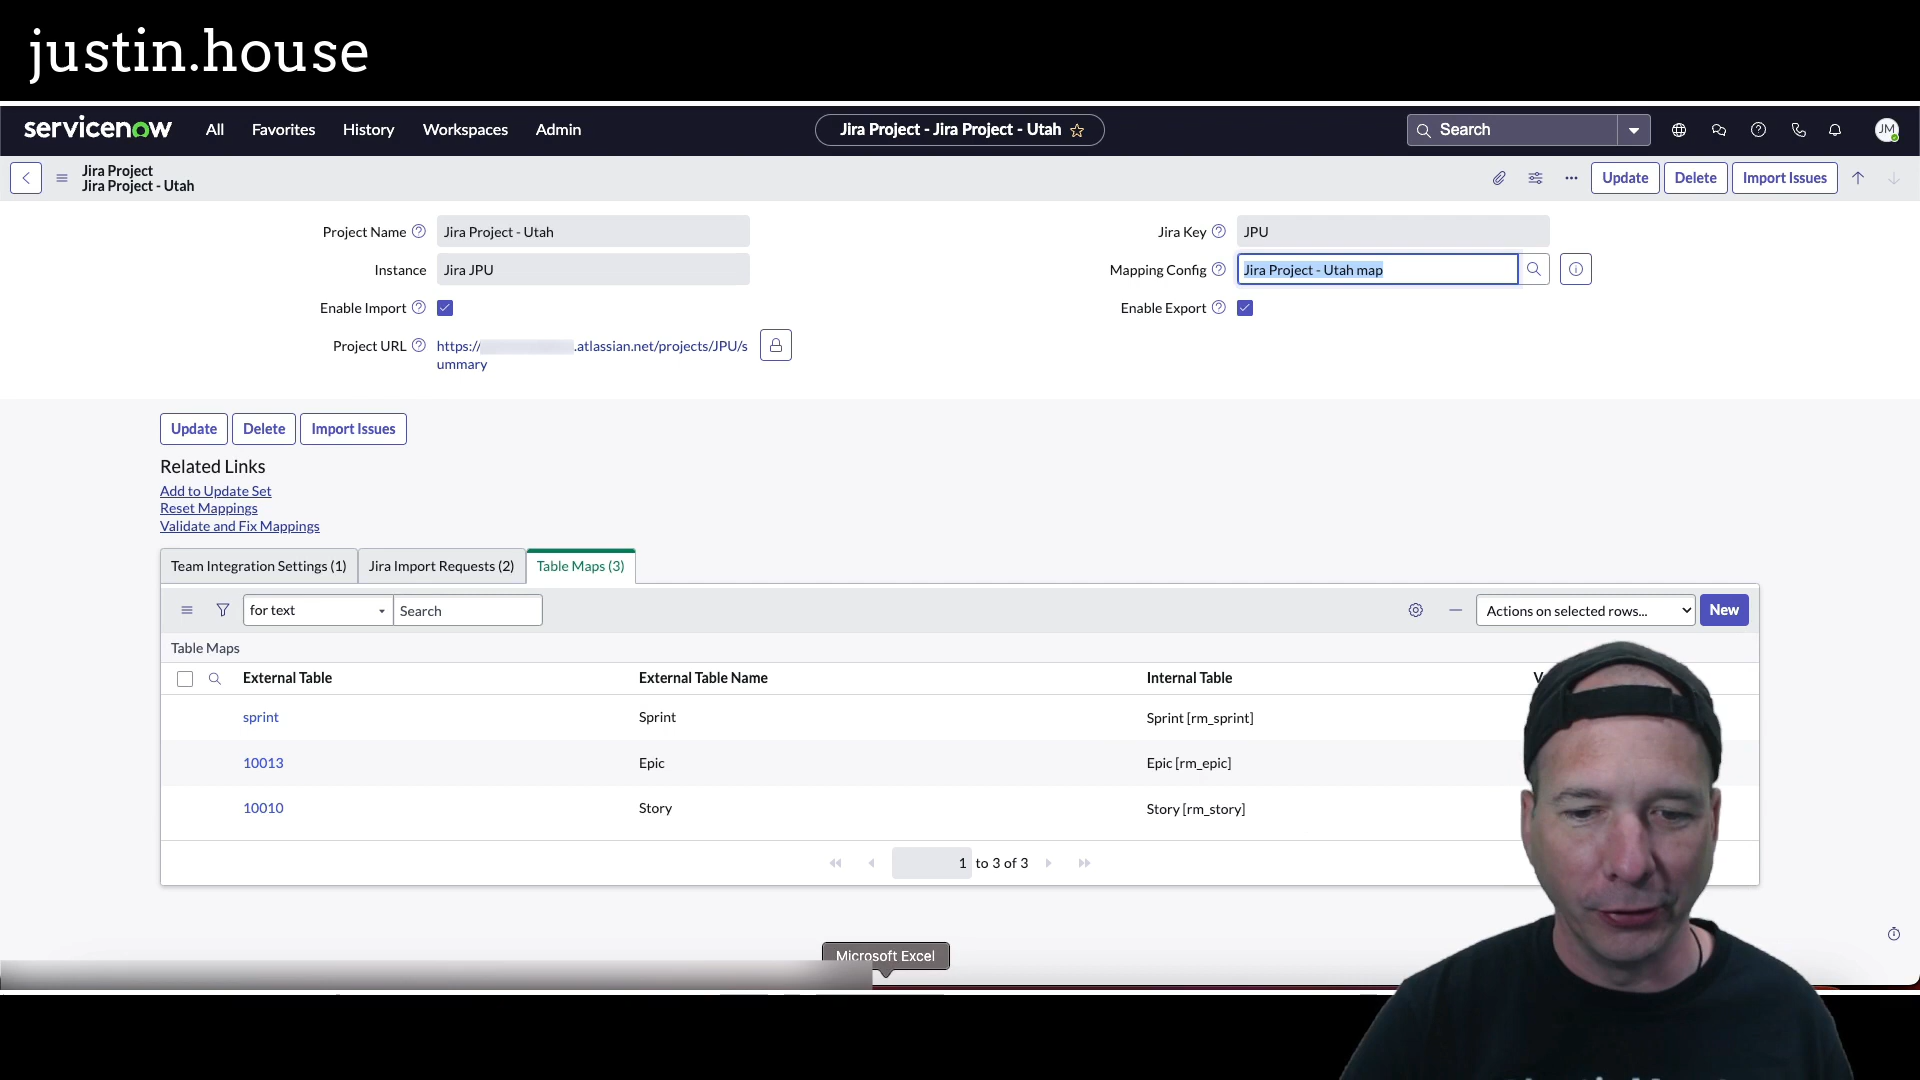 justin.house
servicenow
All
Favorites
History
Workspaces
Admin
Jira Project - Jira Project - Utah
Search
JM
Jira Project
Jira Project - Utah
Update
Delete
Import Issues
Project Name
Jira Project - Utah
Jira Key
JPU
Instance
Jira JPU
Mapping Config
Jira Project - Utah map
Enable Import
Enable Export
Project URL
https://
.atlassian.net/projects/JPU/s
ummary
Update
Delete
Import Issues
Related Links
Add to Update Set
Reset Mappings
Validate and Fix Mappings
Team Integration Settings (1)
Jira Import Requests (2)
Table Maps (3)
for text
Search
Actions on selected rows...
New
Table Maps
External Table
External Table Name
Internal Table
sprint
Sprint
Sprint [rm_sprint]
10013
Epic
Epic [rm_epic]
10010
Story
Story [rm_story]
1 to 3 of 3
Microsoft Excel